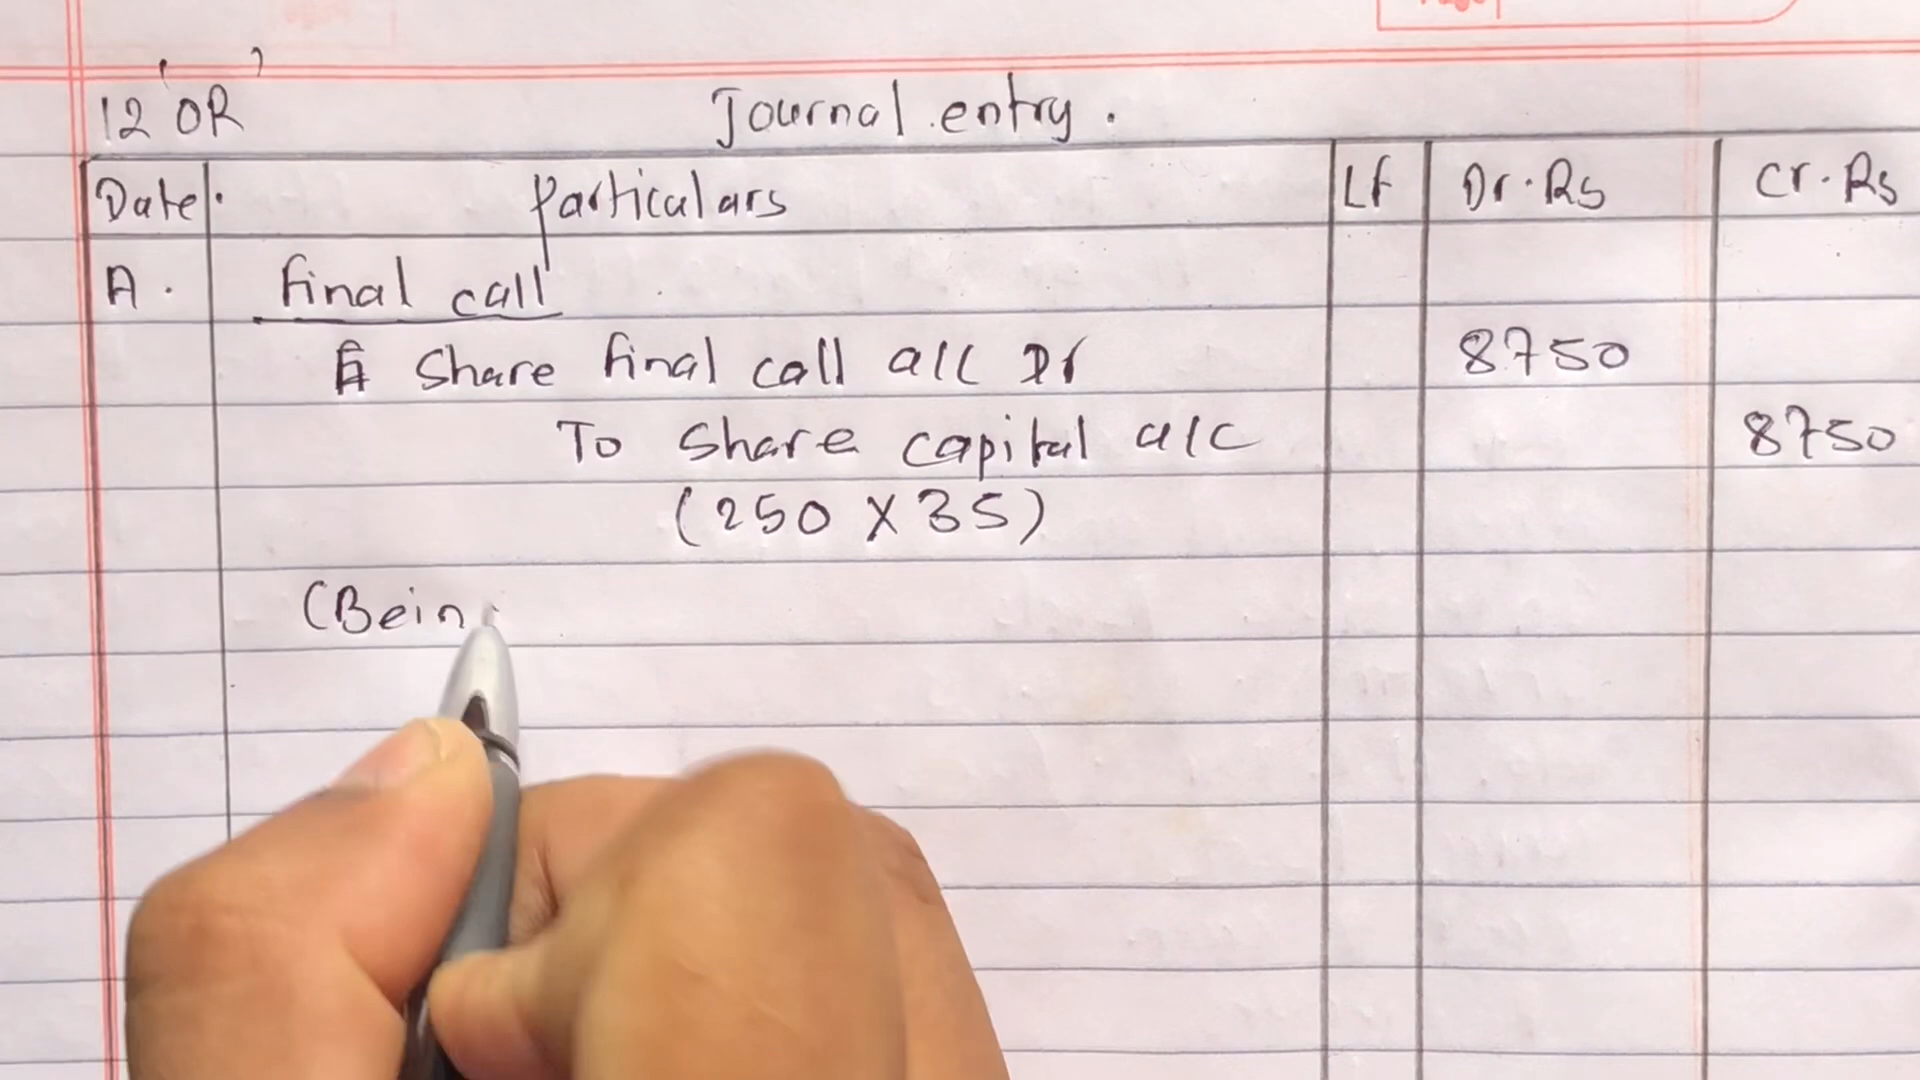 Page
12 'OR'
Journal entry.
Date. Particulars LF Dr. Rs Cr. Rs
A. Final call
Share final call a/c Dr 8750
To share capital a/c 8750
(250 X 35)
(Bein